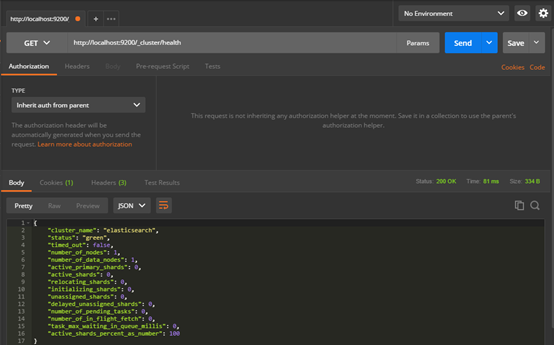 http://localhost:9200/
No Environment
GET
http://localhost:9200/_cluster/health
Params
Send
Save
Authorization
Headers
Body
Pre-request Script
Tests
Cookies
Code
TYPE
Inherit auth from parent
The authorization header will be
automatically generated when you send the
request. Learn more about authorization
This request is not inheriting any authorization helper at the moment. Save it in a collection to use the parent's
authorization helper.
Body
Cookies (1)
Headers (3)
Test Results
Status: 200 OK
Time: 81 ms
Size: 334 B
Pretty
Raw
Preview
JSON
1 {
2 "cluster_name": "elasticsearch",
3 "status": "green",
4 "timed_out": false,
5 "number_of_nodes": 1,
6 "number_of_data_nodes": 1,
7 "active_primary_shards": 0,
8 "active_shards": 0,
9 "relocating_shards": 0,
10 "initializing_shards": 0,
11 "unassigned_shards": 0,
12 "delayed_unassigned_shards": 0,
13 "number_of_pending_tasks": 0,
14 "number_of_in_flight_fetch": 0,
15 "task_max_waiting_in_queue_millis": 0,
16 "active_shards_percent_as_number": 100
17 }